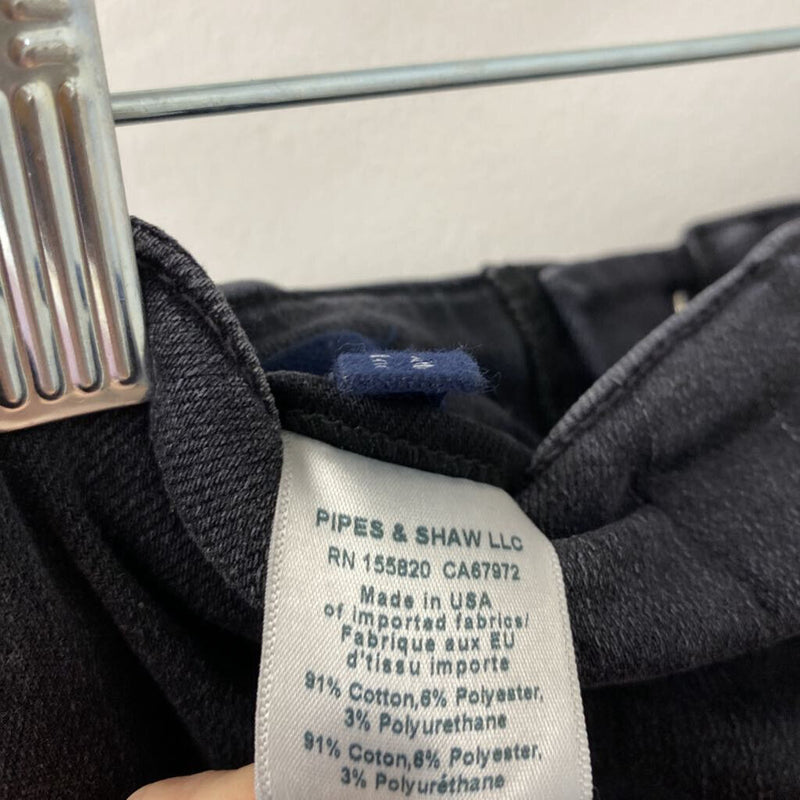 PIPES & SHAW LLC
RN 155820 CA67972
Made in USA
of imported fabrics/
Fabrique aux EU
d'tissu importe
91% Cotton,6% Polyester,
3% Polyurethane
91% Coton,6% Polyester,
3% Polyuréthane